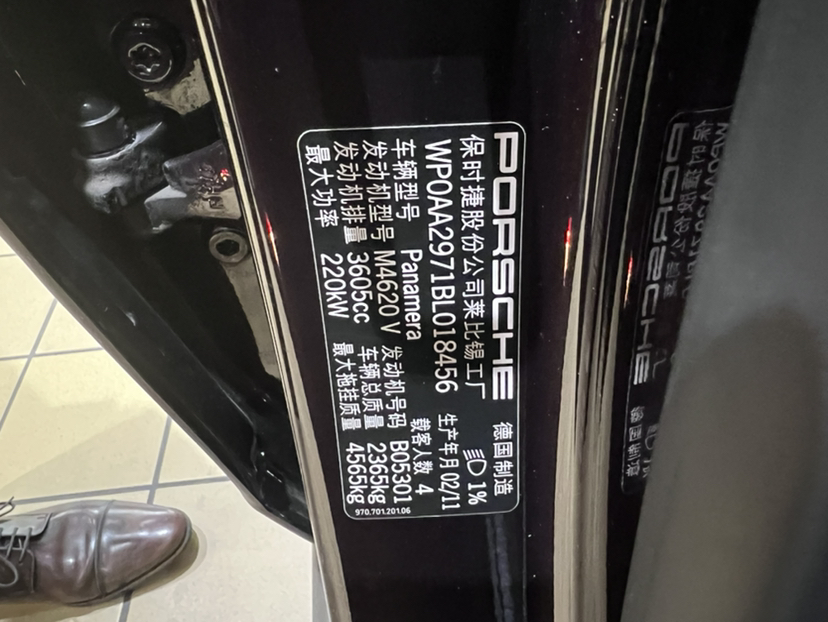 PORSCHE 德国制造
保时捷股份公司莱比锡工厂 1%
WP0AA2971BL018456 生产年月 02/11
车辆型号 Panamera 载客人数 4
发动机型号 M4620 V 发动机号码 B05301
发动机排量 3605cc 车辆总质量 2365kg
最大功率 220kW 最大拖挂质量 4565kg
970.701.201.06